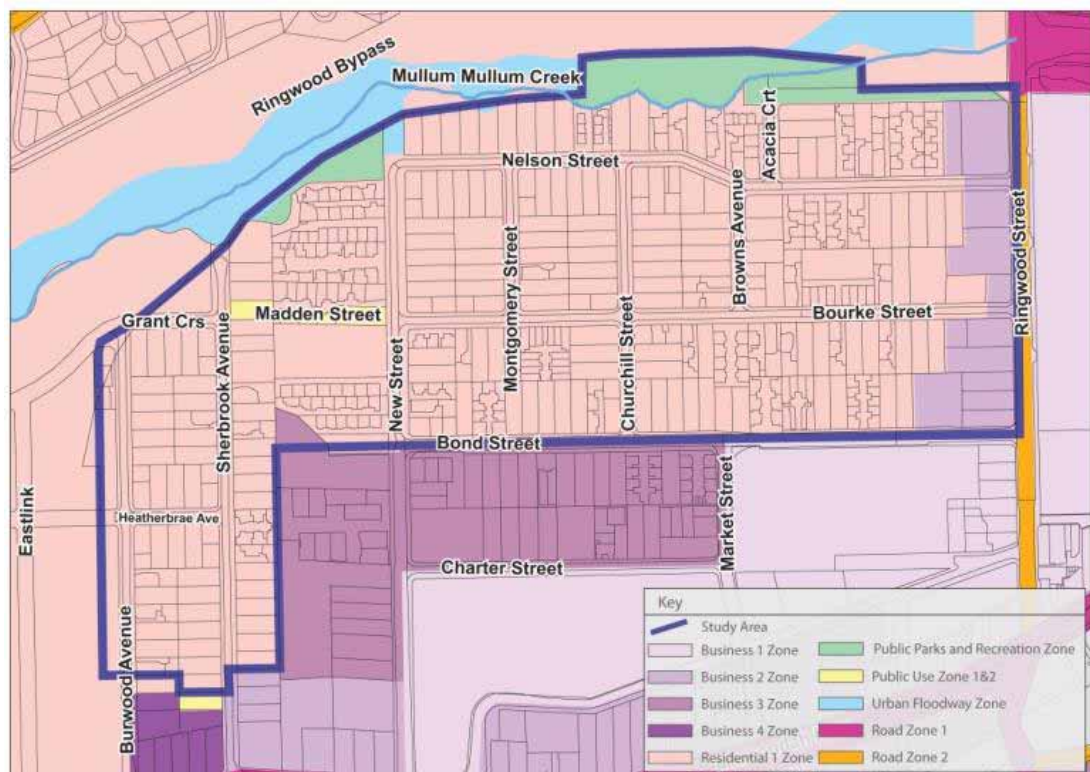 Ringwood Bypass
Mullum Mullum Creek
Acacia Crt
Nelson Street
Browns Avenue
Montgomery Street
Churchill Street
Ringwood Street
Grant Crs
Madden Street
Bourke Street
Sherbrook Avenue
New Street
Bond Street
Eastlink
Heatherbrae Ave
Market Street
Charter Street
Burwood Avenue
Key
Study Area
Business 1 Zone
Business 2 Zone
Business 3 Zone
Business 4 Zone
Residential 1 Zone
Public Parks and Recreation Zone
Public Use Zone 1&2
Urban Floodway Zone
Road Zone 1
Road Zone 2